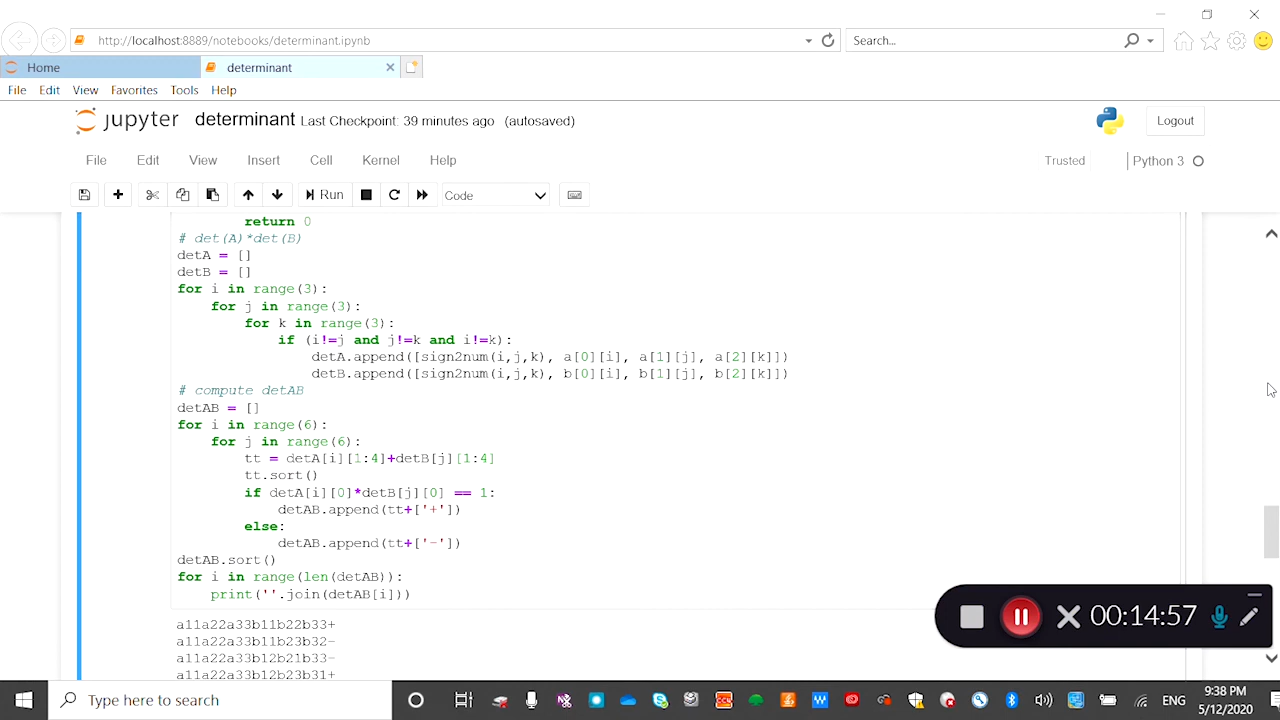 http://localhost:8889/notebooks/determinant.ipynb
Search...
Home
determinant
File Edit View Favorites Tools Help
jupyter determinant Last Checkpoint: 39 minutes ago (autosaved)
Logout
File Edit View Insert Cell Kernel Help
Trusted
Python 3
Run
Code
return 0
# det(A)*det(B)
detA = []
detB = []
for i in range(3):
for j in range(3):
for k in range(3):
if (i!=j and j!=k and i!=k):
detA.append([sign2num(i,j,k), a[0][i], a[1][j], a[2][k]])
detB.append([sign2num(i,j,k), b[0][i], b[1][j], b[2][k]])
# compute detAB
detAB = []
for i in range(6):
for j in range(6):
tt = detA[i][1:4]+detB[j][1:4]
tt.sort()
if detA[i][0]*detB[j][0] == 1:
detAB.append(tt+['+'])
else:
detAB.append(tt+['-'])
detAB.sort()
for i in range(len(detAB)):
print(''.join(detAB[i]))
a11a22a33b11b22b33+
a11a22a33b11b23b32-
a11a22a33b12b21b33-
a11a22a33b12b23b31+
00:14:57
Type here to search
ENG
9:38 PM
5/12/2020